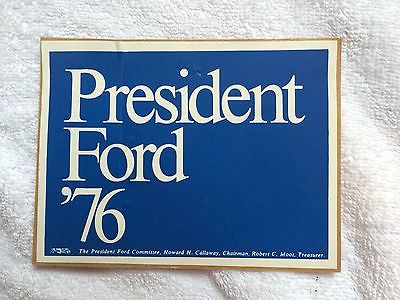 President
Ford
'76
The President Ford Committee, Howard H. Callaway, Chairman, Robert C. Moot, Treasurer.